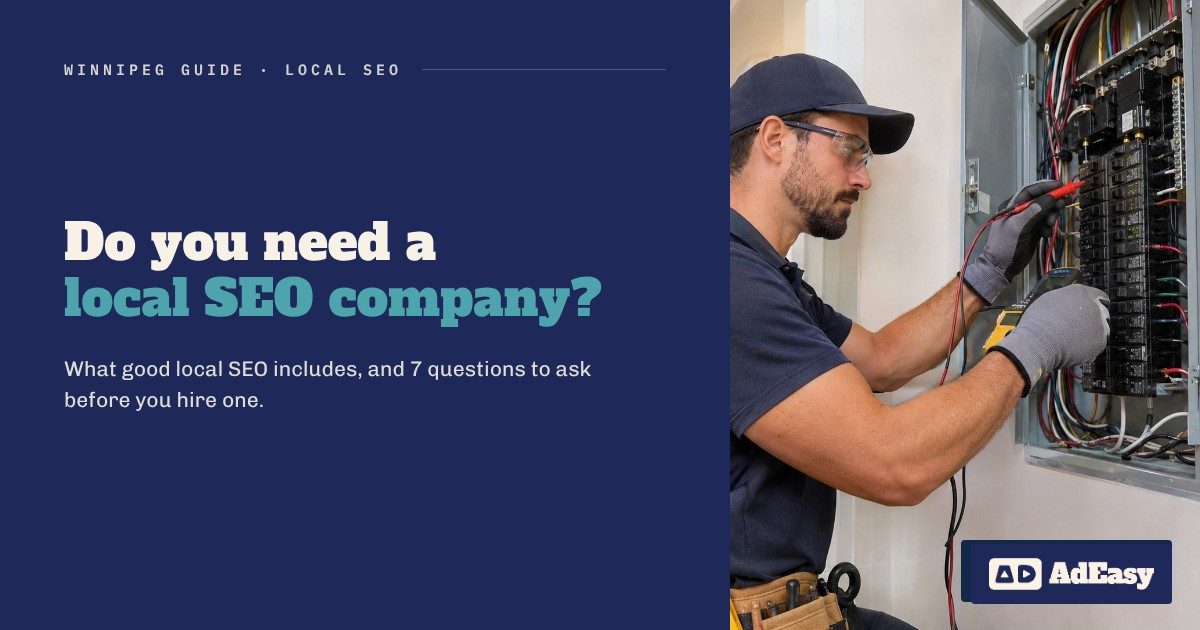 WINNIPEG GUIDE · LOCAL SEO
Do you need a
local SEO company?
What good local SEO includes, and 7 questions to ask
before you hire one.
AD AdEasy